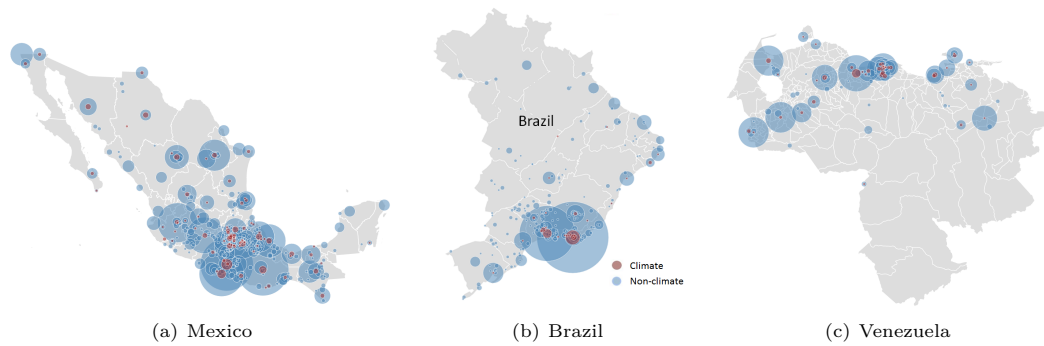 Brazil
Climate
Non-climate
(a) Mexico
(b) Brazil
(c) Venezuela